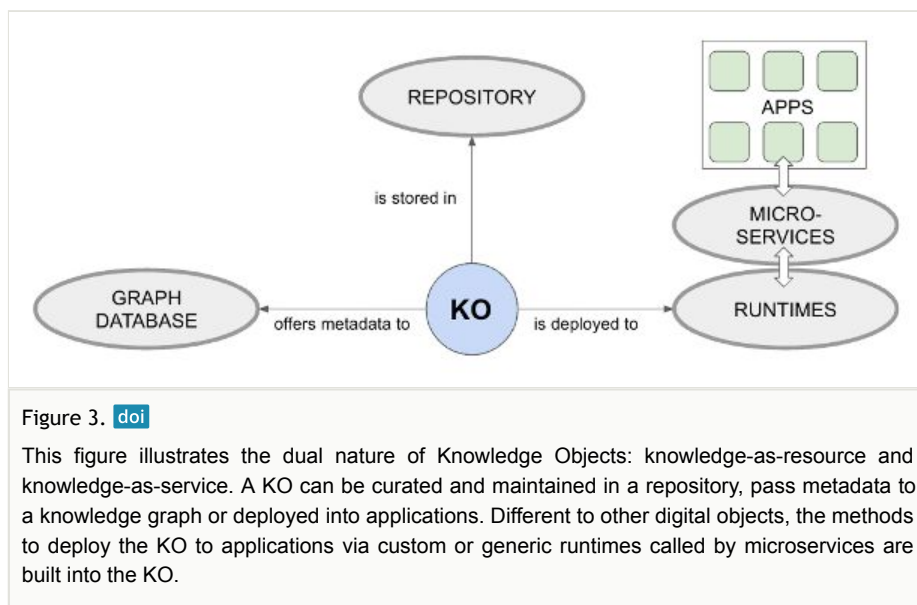 REPOSITORY
APPS
is stored in
MICRO-
SERVICES
GRAPH
DATABASE
offers metadata to
KO
is deployed to
RUNTIMES
Figure 3. doi
This figure illustrates the dual nature of Knowledge Objects: knowledge-as-resource and
knowledge-as-service. A KO can be curated and maintained in a repository, pass metadata to
a knowledge graph or deployed into applications. Different to other digital objects, the methods
to deploy the KO to applications via custom or generic runtimes called by microservices are
built into the KO.